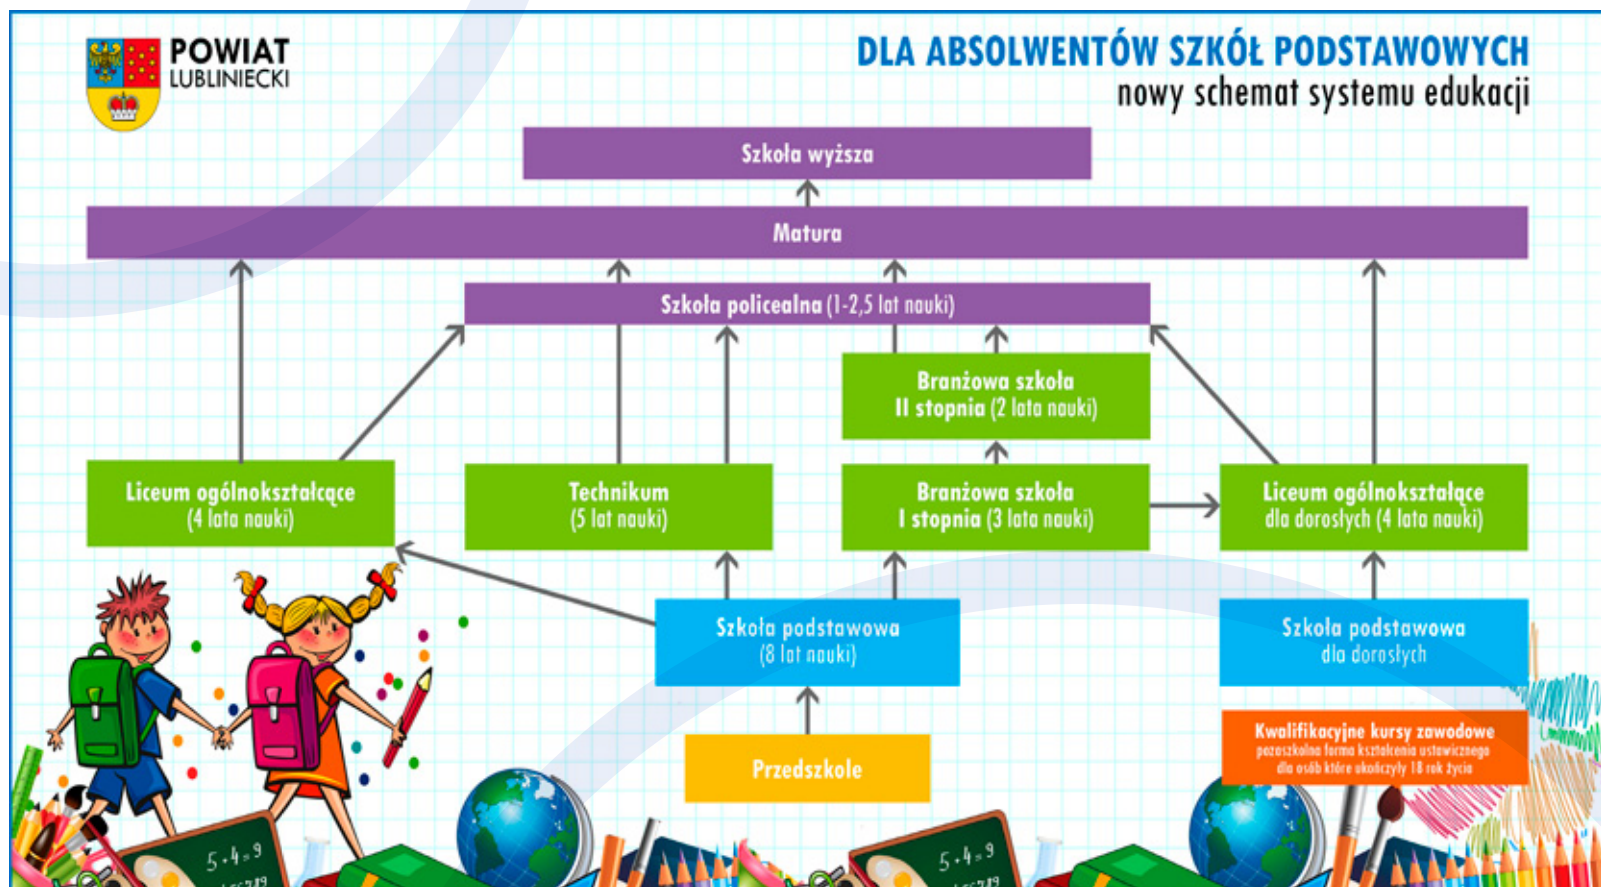 POWIAT
LUBLINIECKI
DLA ABSOLWENTÓW SZKÓŁ PODSTAWOWYCH
nowy schemat systemu edukacji
Szkoła wyższa
Matura
Szkoła policealna (1-2,5 lat nauki)
Branżowa szkoła
II stopnia (2 lata nauki)
Liceum ogólnokształcące
(4 lata nauki)
Technikum
(5 lat nauki)
Branżowa szkoła
I stopnia (3 lata nauki)
Liceum ogólnokształące
dla dorosłych (4 lata nauki)
Szkoła podstawowa
(8 lat nauki)
Szkoła podstawowa
dla dorosłych
Kwalifikacyjne kursy zawodowe
pozaszkolna forma kształcenia ustawicznego
dla osób które ukończyły 18 rok życia
Przedszkole
5+4=9
5+4=9